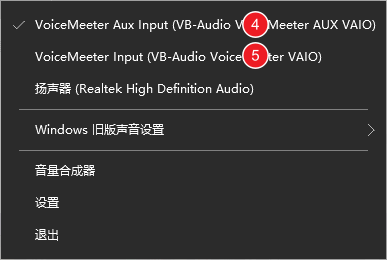 VoiceMeeter Aux Input (VB-Audio V 4 Meeter AUX VAIO)
VoiceMeeter Input (VB-Audio Voice 5 ter VAIO)
扬声器 (Realtek High Definition Audio)
Windows 旧版声音设置
音量合成器
设置
退出